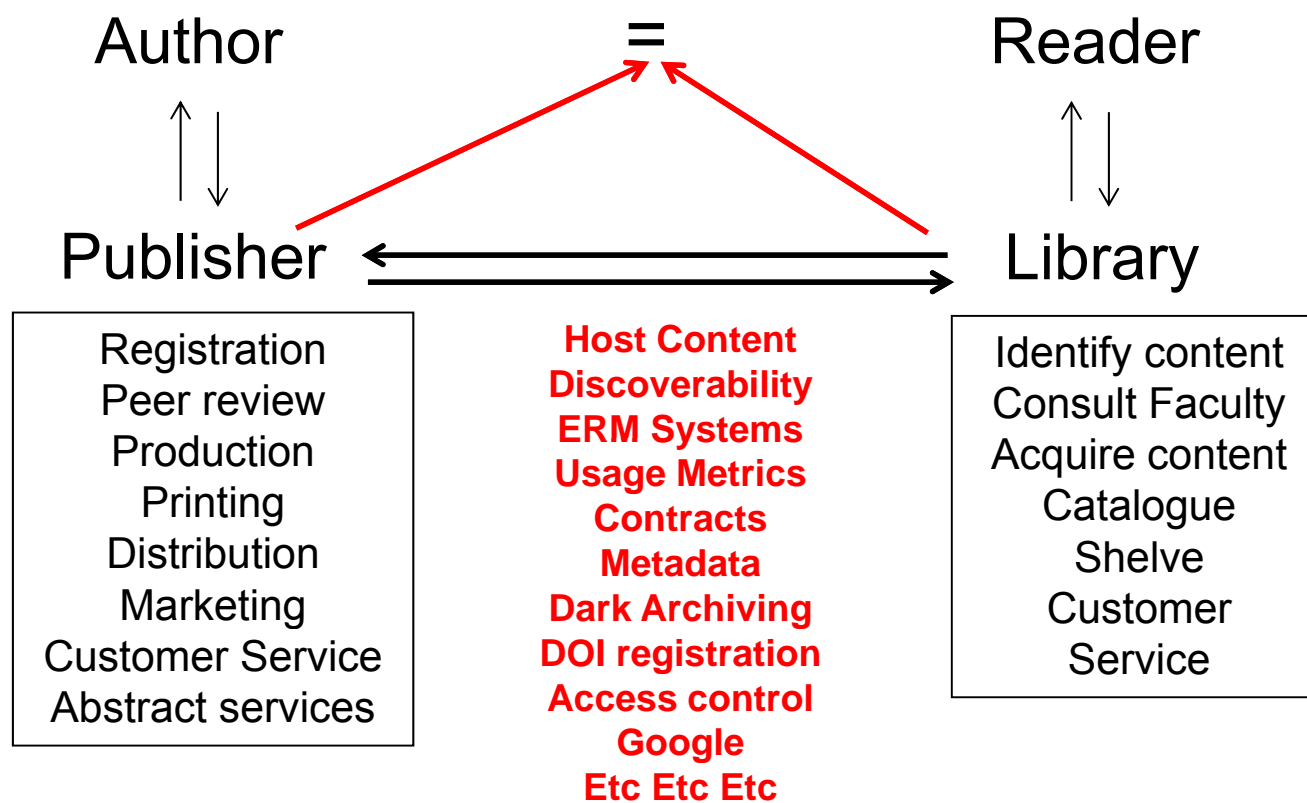 Author = Reader
Publisher Library
Registration
Peer review
Production
Printing
Distribution
Marketing
Customer Service
Abstract services
Host Content
Discoverability
ERM Systems
Usage Metrics
Contracts
Metadata
Dark Archiving
DOI registration
Access control
Google
Etc Etc Etc
Identify content
Consult Faculty
Acquire content
Catalogue
Shelve
Customer
Service